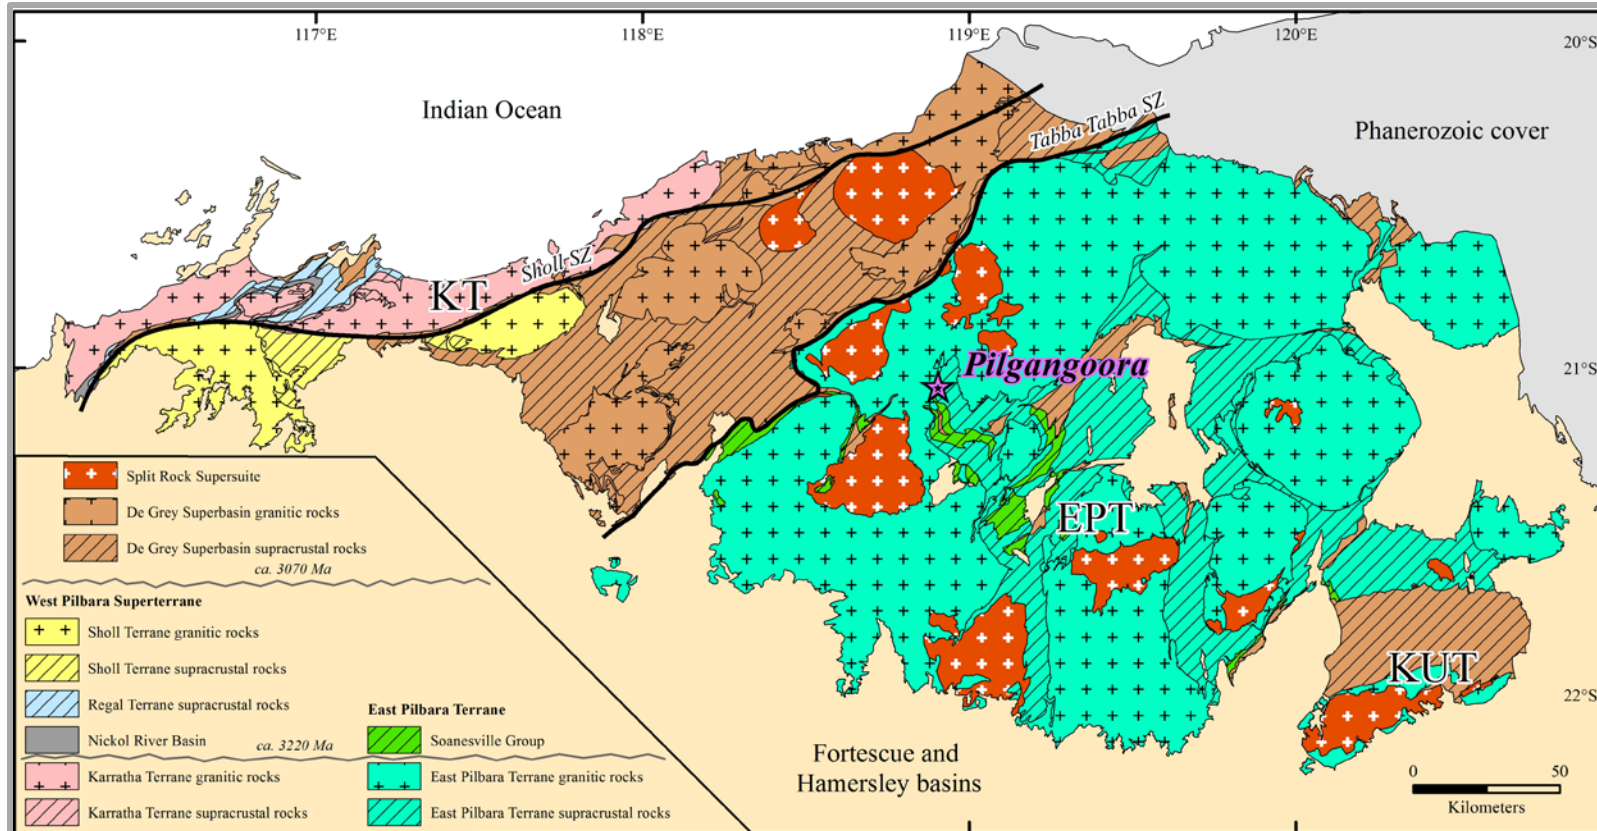 117°E
118°E
119°E
120°E
20°S
Indian Ocean
Tabba Tabba SZ
Phanerozoic cover
Sholl SZ
KT
Pilgangoora
21°S
EPT
KUT
22°S
Fortescue and
Hamersley basins
0
50
Kilometers
Split Rock Supersuite
De Grey Superbasin granitic rocks
De Grey Superbasin supracrustal rocks
ca. 3070 Ma
West Pilbara Superterrane
Sholl Terrane granitic rocks
Sholl Terrane supracrustal rocks
Regal Terrane supracrustal rocks
Nickol River Basin
ca. 3220 Ma
Karratha Terrane granitic rocks
Karratha Terrane supracrustal rocks
East Pilbara Terrane
Soanesville Group
East Pilbara Terrane granitic rocks
East Pilbara Terrane supracrustal rocks